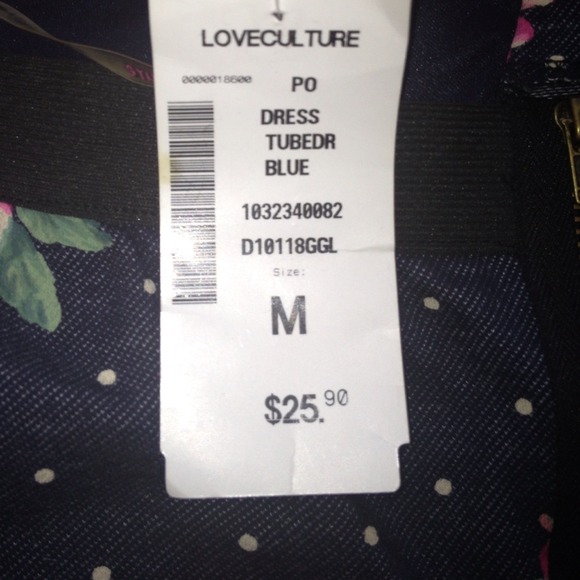 LOVECULTURE
0000018600 PO
DRESS
TUBEDR
BLUE
1032340082
D10118GGL
Size:
M
$25.90